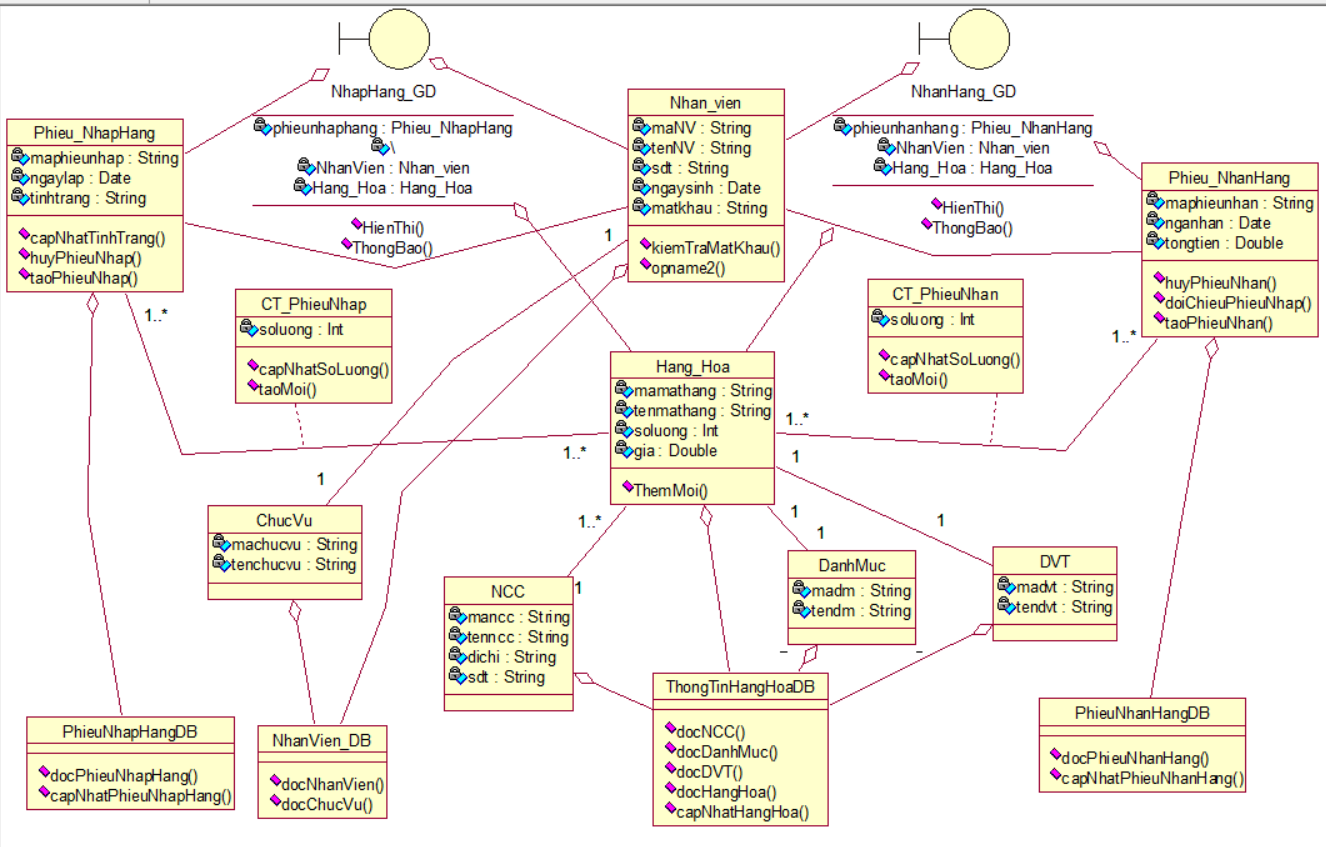 NhapHang_GD
phieunhaphang : Phieu_NhapHang
\
NhanVien : Nhan_vien
Hang_Hoa : Hang_Hoa
HienThi()
ThongBao()
NhanHang_GD
phieunhanhang : Phieu_NhanHang
NhanVien : Nhan_vien
Hang_Hoa : Hang_Hoa
HienThi()
ThongBao()
Phieu_NhapHang
maphieunhap : String
ngaylap : Date
tinhtrang : String
capNhatTinhTrang()
huyPhieuNhap()
taoPhieuNhap()
Nhan_vien
maNV : String
tenNV : String
sdt : String
ngaysinh : Date
matkhau : String
kiemTraMatKhau()
opname2()
Phieu_NhanHang
maphieunhan : String
nganhan : Date
tongtien : Double
huyPhieuNhan()
doiChieuPhieuNhap()
taoPhieuNhan()
1
1..*
CT_PhieuNhap
soluong : Int
capNhatSoLuong()
taoMoi()
CT_PhieuNhan
soluong : Int
capNhatSoLuong()
taoMoi()
1..*
Hang_Hoa
mamathang : String
tenmathang : String
soluong : Int
gia : Double
ThemMoi()
1..*
1..*
1
1
1..*
1
1
1
1
ChucVu
machucvu : String
tenchucvu : String
NCC
mancc : String
tenncc : String
dichi : String
sdt : String
DanhMuc
madm : String
tendm : String
DVT
madvt : String
tendvt : String
PhieuNhapHangDB
docPhieuNhapHang()
capNhatPhieuNhapHang()
NhanVien_DB
docNhanVien()
docChucVu()
ThongTinHangHoaDB
docNCC()
docDanhMuc()
docDVT()
docHangHoa()
capNhatHangHoa()
PhieuNhanHangDB
docPhieuNhanHang()
capNhatPhieuNhanHang()